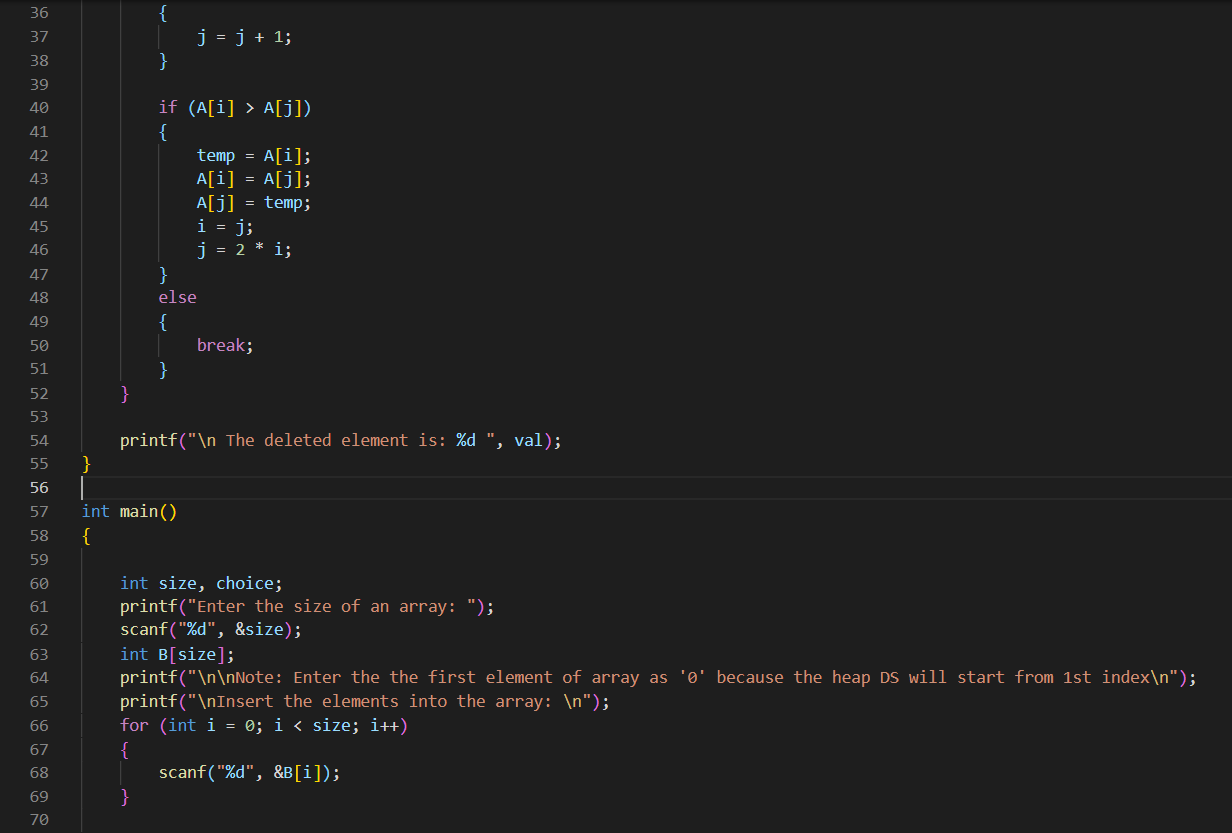 36 {
37 j = j + 1;
38 }
39
40 if (A[i] > A[j])
41 {
42 temp = A[i];
43 A[i] = A[j];
44 A[j] = temp;
45 i = j;
46 j = 2 * i;
47 }
48 else
49 {
50 break;
51 }
52 }
53
54 printf("\n The deleted element is: %d ", val);
55 }
56
57 int main()
58 {
59
60 int size, choice;
61 printf("Enter the size of an array: ");
62 scanf("%d", &size);
63 int B[size];
64 printf("\n\nNote: Enter the the first element of array as '0' because the heap DS will start from 1st index\n");
65 printf("\nInsert the elements into the array: \n");
66 for (int i = 0; i < size; i++)
67 {
68 scanf("%d", &B[i]);
69 }
70